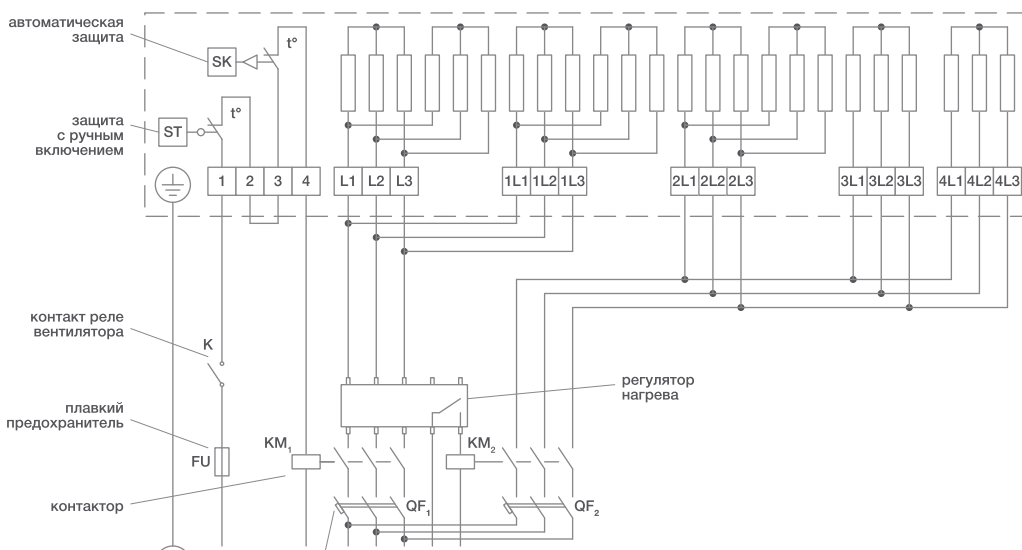 автоматическая
защита
SK
t°
защита
с ручным
включением
ST
t°
1 2 3 4 L1 L2 L3 1L1 1L2 1L3 2L1 2L2 2L3 3L1 3L2 3L3 4L1 4L2 4L3
контакт реле
вентилятора
K
регулятор
нагрева
плавкий
предохранитель
FU
KM1
KM2
контактор
QF1
QF2